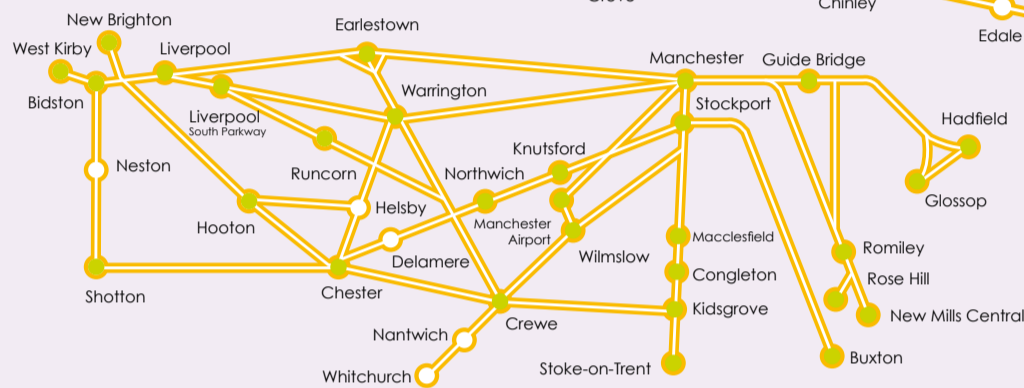 Chinley
Edale
New Brighton
Earlestown
West Kirby
Liverpool
Manchester
Guide Bridge
Bidston
Warrington
Stockport
Liverpool
South Parkway
Hadfield
Knutsford
Neston
Runcorn
Northwich
Glossop
Helsby
Hooton
Manchester
Airport
Macclesfield
Romiley
Delamere
Wilmslow
Congleton
Rose Hill
Shotton
Chester
Kidsgrove
New Mills Central
Crewe
Nantwich
Buxton
Stoke-on-Trent
Whitchurch